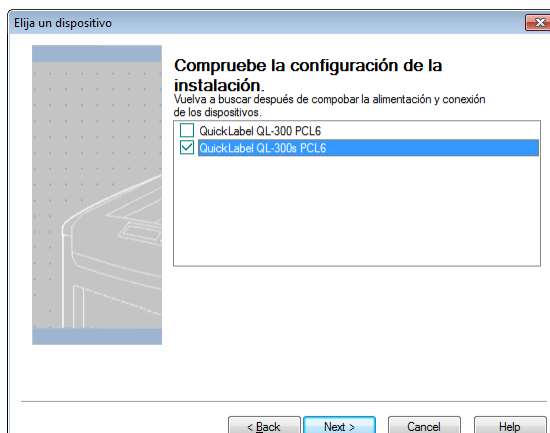 Elija un dispositivo
Compruebe la configuración de la
instalación.
Vuelva a buscar después de compobar la alimentación y conexión
de los dispositivos.
QuickLabel QL-300 PCL6
QuickLabel QL-300s PCL6
< Back Next > Cancel Help